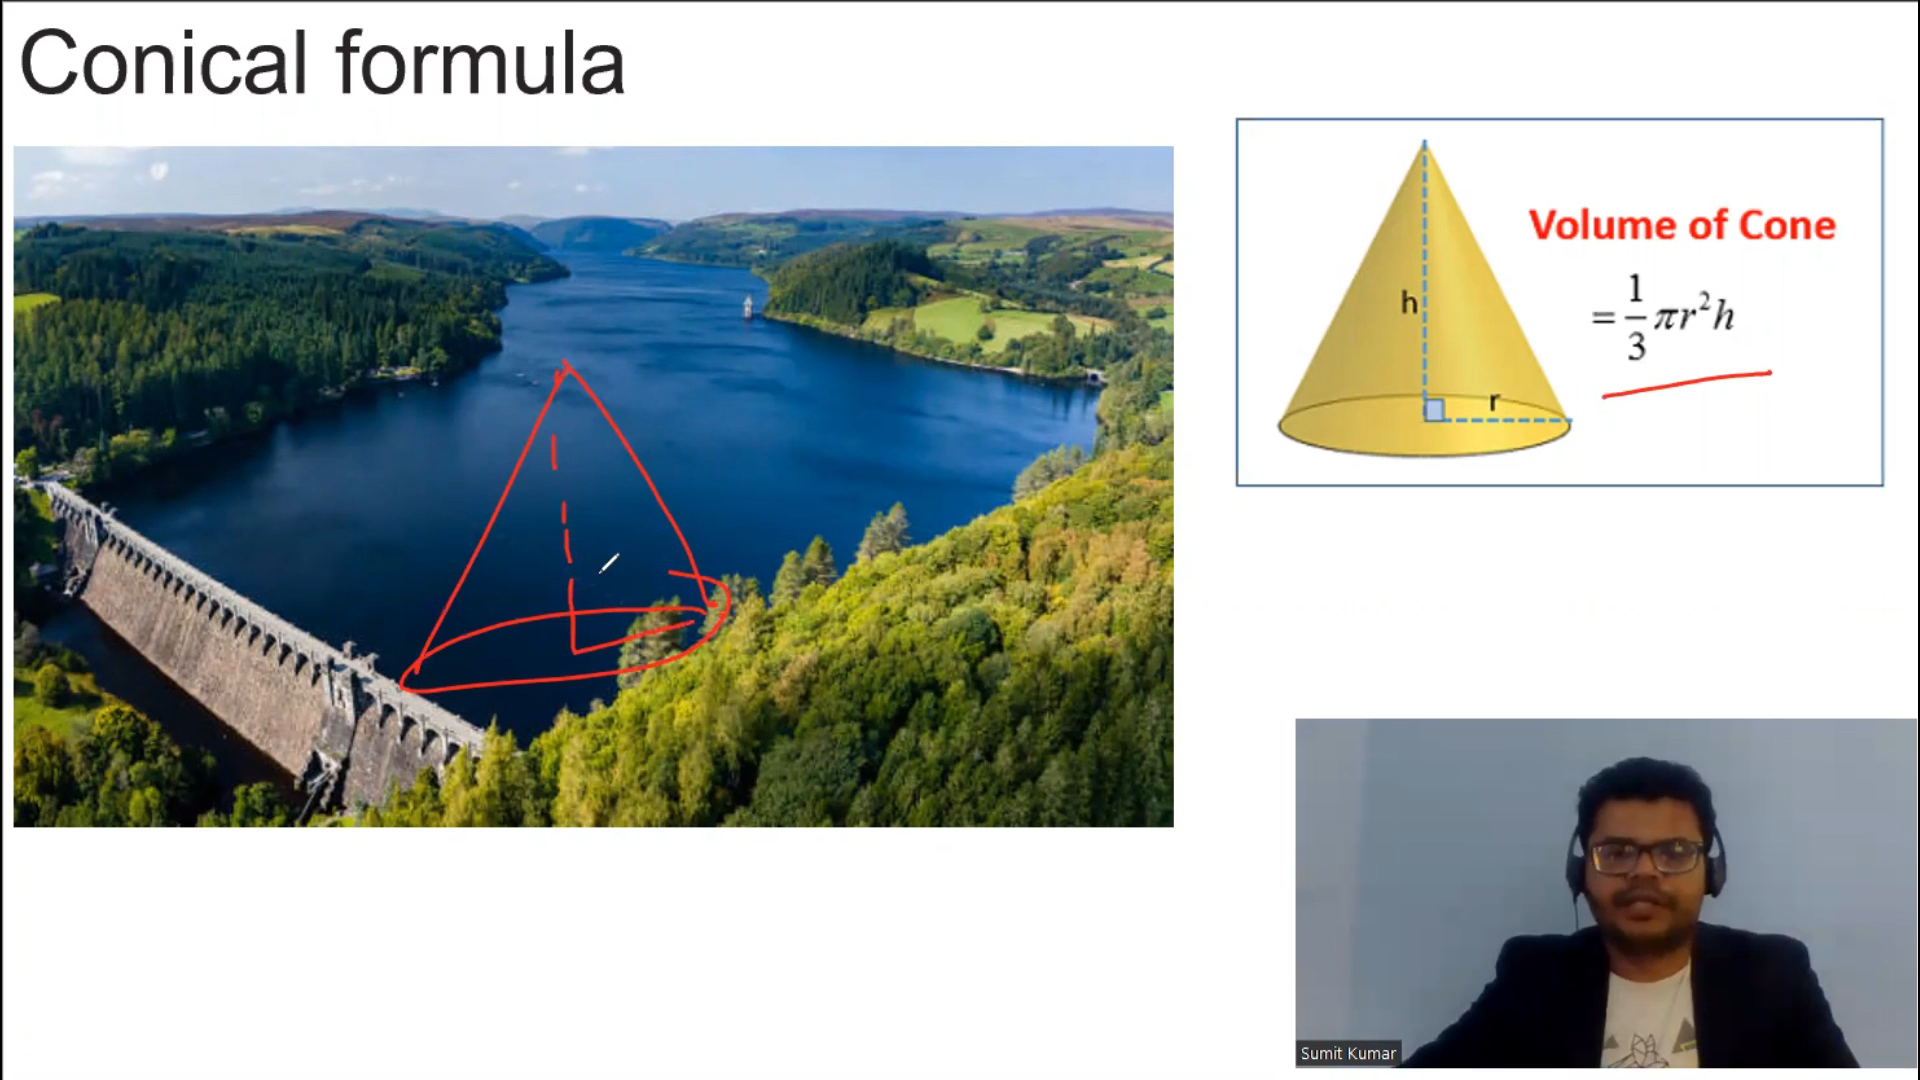 Conical formula
Volume of Cone
= 1/3 πr²h
h
r
Sumit Kumar